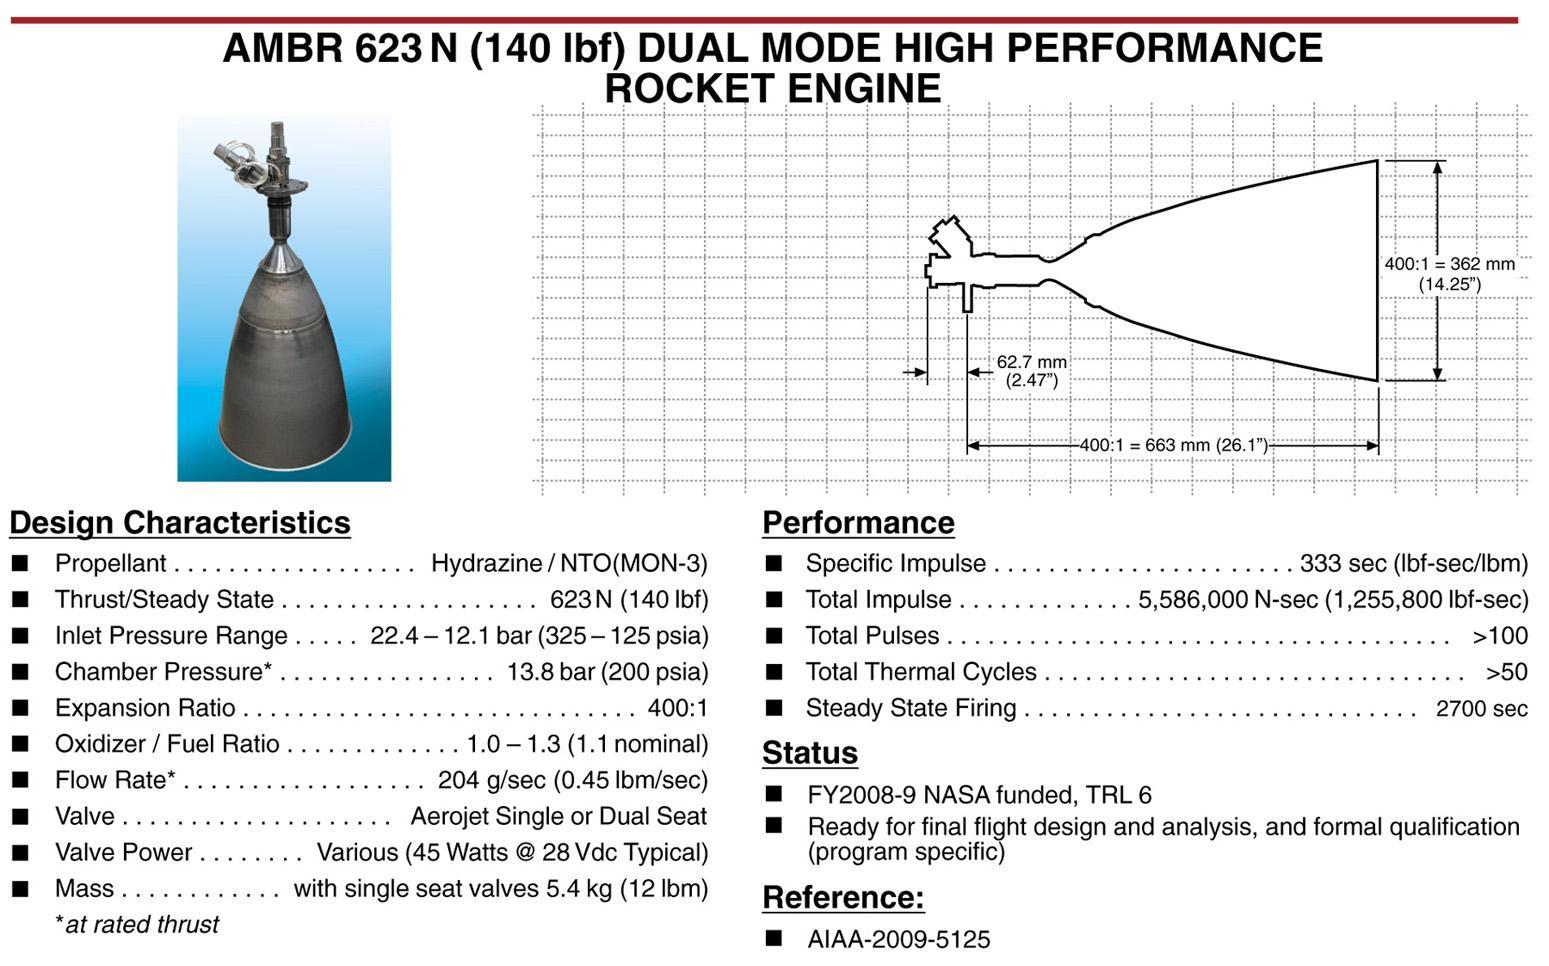 AMBR 623 N (140 lbf) DUAL MODE HIGH PERFORMANCE
ROCKET ENGINE
400:1 = 362 mm
(14.25”)
62.7 mm
(2.47”)
400:1 = 663 mm (26.1”)
Design Characteristics
■ Propellant . . . . . . . . . . . . . . . . . . Hydrazine / NTO(MON-3)
■ Thrust/Steady State . . . . . . . . . . . . . . . . . . . 623 N (140 lbf)
■ Inlet Pressure Range . . . . . 22.4 – 12.1 bar (325 – 125 psia)
■ Chamber Pressure* . . . . . . . . . . . . . . . . 13.8 bar (200 psia)
■ Expansion Ratio . . . . . . . . . . . . . . . . . . . . . . . . . . . . . 400:1
■ Oxidizer / Fuel Ratio . . . . . . . . . . . . . 1.0 – 1.3 (1.1 nominal)
■ Flow Rate* . . . . . . . . . . . . . . . . . . 204 g/sec (0.45 lbm/sec)
■ Valve . . . . . . . . . . . . . . . . . . . . Aerojet Single or Dual Seat
■ Valve Power . . . . . . . . Various (45 Watts @ 28 Vdc Typical)
■ Mass . . . . . . . . . . . . with single seat valves 5.4 kg (12 lbm)
*at rated thrust
Performance
■ Specific Impulse . . . . . . . . . . . . . . . . . . . . . . 333 sec (lbf-sec/lbm)
■ Total Impulse . . . . . . . . . . . . . 5,586,000 N-sec (1,255,800 lbf-sec)
■ Total Pulses . . . . . . . . . . . . . . . . . . . . . . . . . . . . . . . . . . . . . >100
■ Total Thermal Cycles . . . . . . . . . . . . . . . . . . . . . . . . . . . . . . . >50
■ Steady State Firing . . . . . . . . . . . . . . . . . . . . . . . . . . . . . 2700 sec
Status
■ FY2008-9 NASA funded, TRL 6
■ Ready for final flight design and analysis, and formal qualification
(program specific)
Reference:
■ AIAA-2009-5125